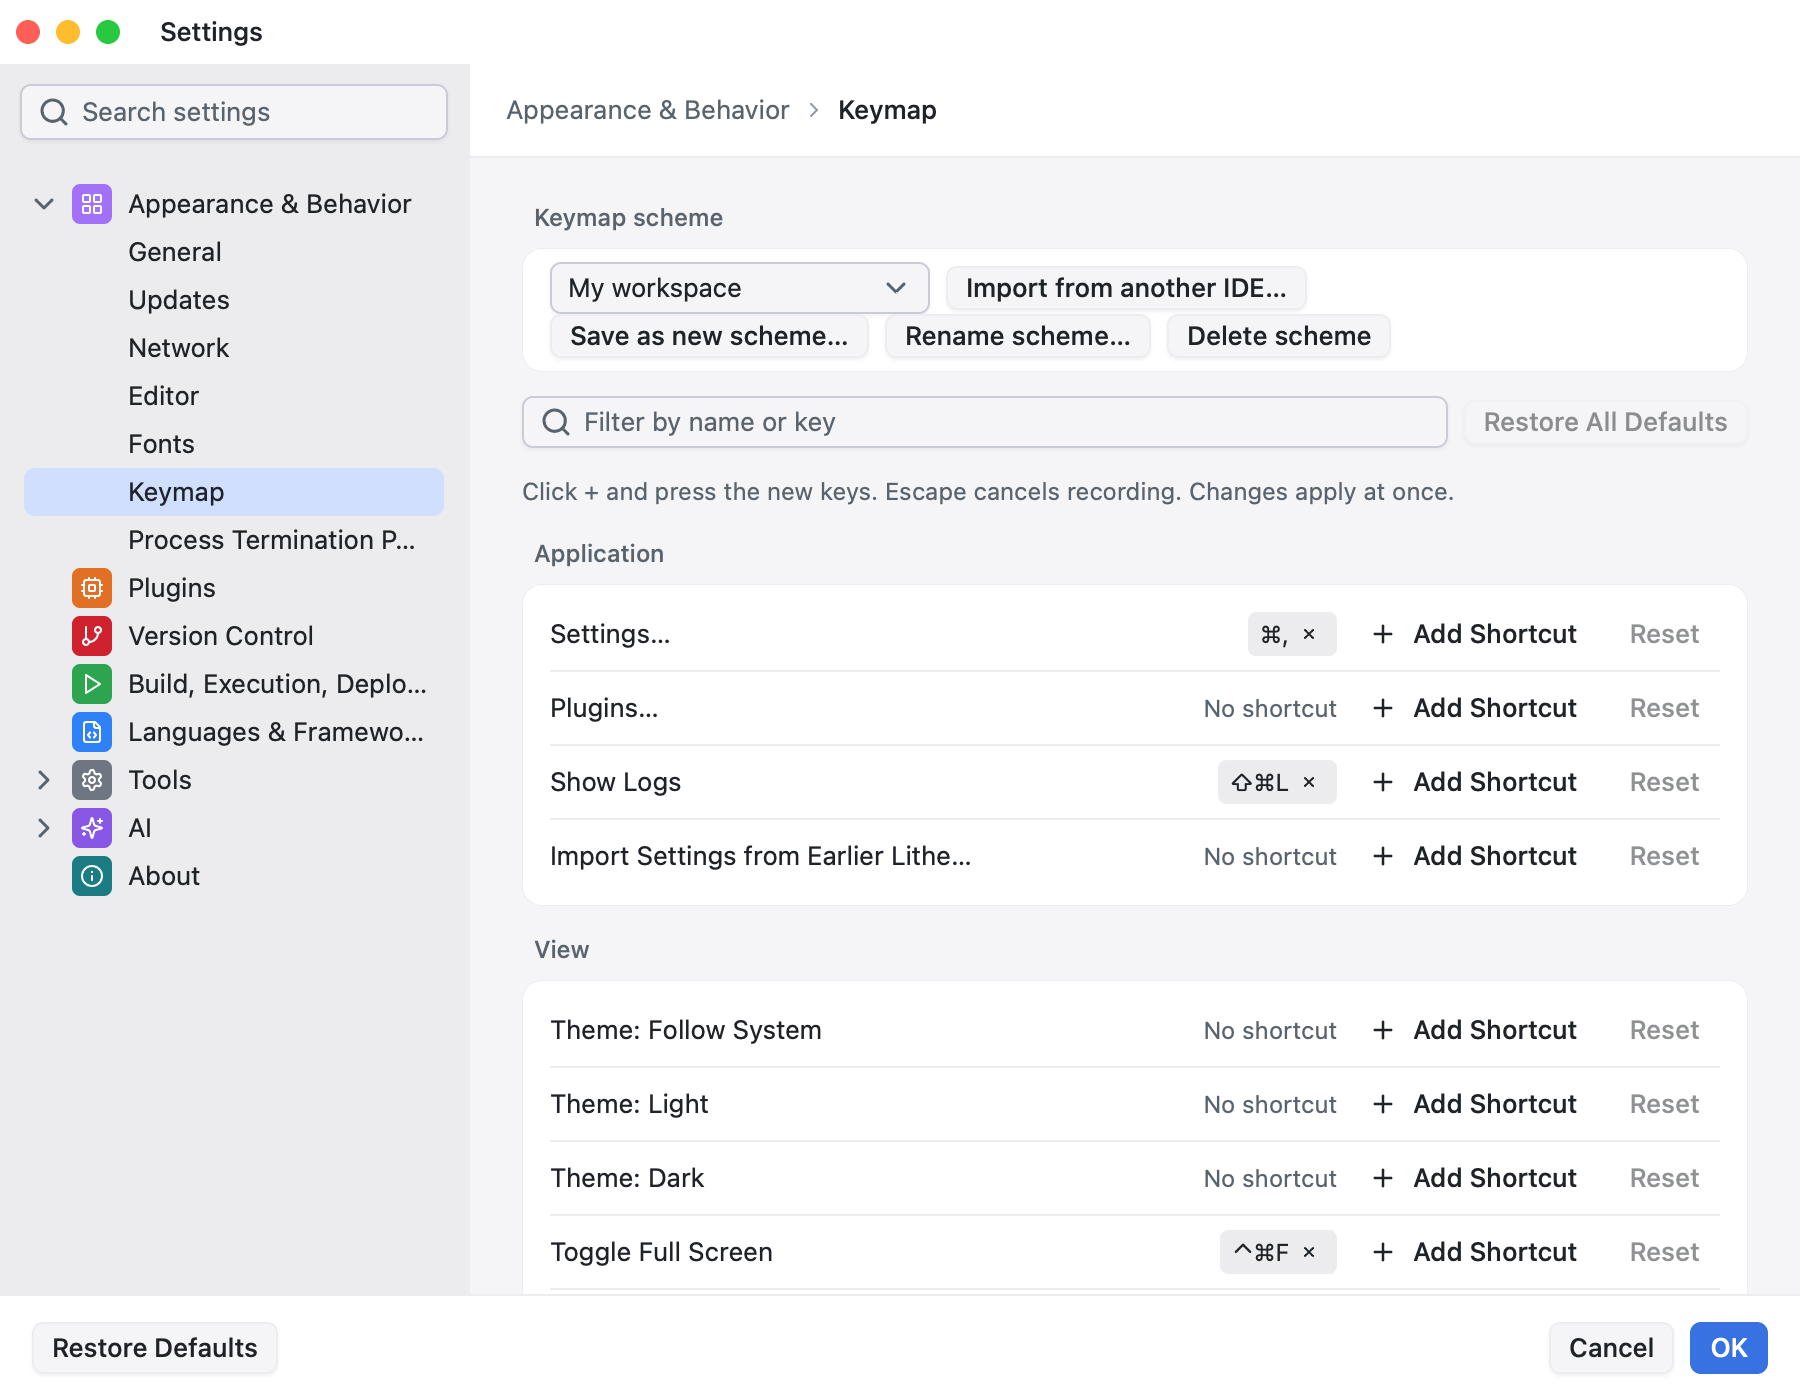 Settings
Search settings
Appearance & Behavior
General
Updates
Network
Editor
Fonts
Keymap
Process Termination P...
Plugins
Version Control
Build, Execution, Deplo...
Languages & Framewo...
Tools
AI
About
Appearance & Behavior > Keymap
Keymap scheme
My workspace Import from another IDE...
Save as new scheme... Rename scheme... Delete scheme
Filter by name or key Restore All Defaults
Click + and press the new keys. Escape cancels recording. Changes apply at once.
Application
Settings... ⌘, × + Add Shortcut Reset
Plugins... No shortcut + Add Shortcut Reset
Show Logs ⇧⌘L × + Add Shortcut Reset
Import Settings from Earlier Lithe... No shortcut + Add Shortcut Reset
View
Theme: Follow System No shortcut + Add Shortcut Reset
Theme: Light No shortcut + Add Shortcut Reset
Theme: Dark No shortcut + Add Shortcut Reset
Toggle Full Screen ^⌘F × + Add Shortcut Reset
Restore Defaults Cancel OK